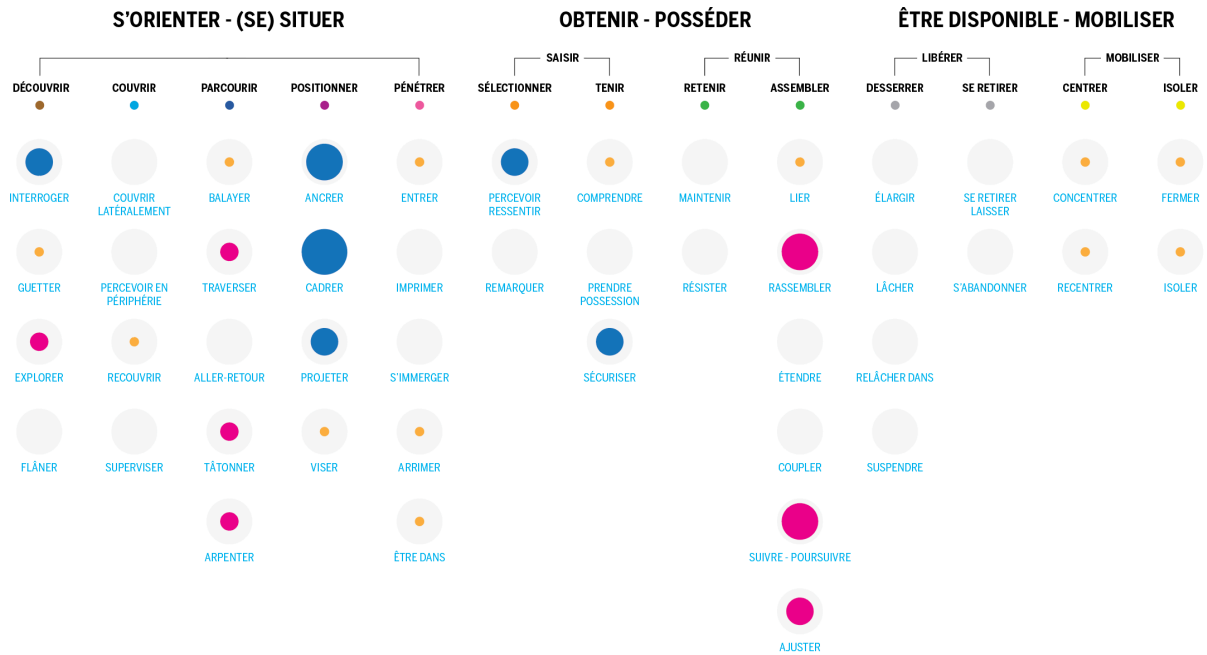 S'ORIENTER - (SE) SITUER
OBTENIR - POSSÉDER
ÊTRE DISPONIBLE - MOBILISER
SAISIR
RÉUNIR
LIBÉRER
MOBILISER
DÉCOUVRIR
COUVRIR
PARCOURIR
POSITIONNER
PÉNÉTRER
SÉLECTIONNER
TENIR
RETENIR
ASSEMBLER
DESSERRER
SE RETIRER
CENTRER
ISOLER
INTERROGER
COUVRIR
LATÉRALEMENT
BALAYER
ANCRER
ENTRER
PERCEVOIR
RESSENTIR
COMPRENDRE
MAINTENIR
LIER
ÉLARGIR
SE RETIRER
LAISSER
CONCENTRER
FERMER
GUETTER
PERCEVOIR EN
PÉRIPHÉRIE
TRAVERSER
CADRER
IMPRIMER
REMARQUER
PRENDRE
POSSESSION
RÉSISTER
RASSEMBLER
LÂCHER
S'ABANDONNER
RECENTRER
ISOLER
EXPLORER
RECOUVRIR
ALLER-RETOUR
PROJETER
S'IMMERGER
SÉCURISER
ÉTENDRE
RELÂCHER DANS
FLÂNER
SUPERVISER
TÂTONNER
VISER
ARRIMER
COUPLER
SUSPENDRE
ARPENTER
ÊTRE DANS
SUIVRE - POURSUIVRE
AJUSTER